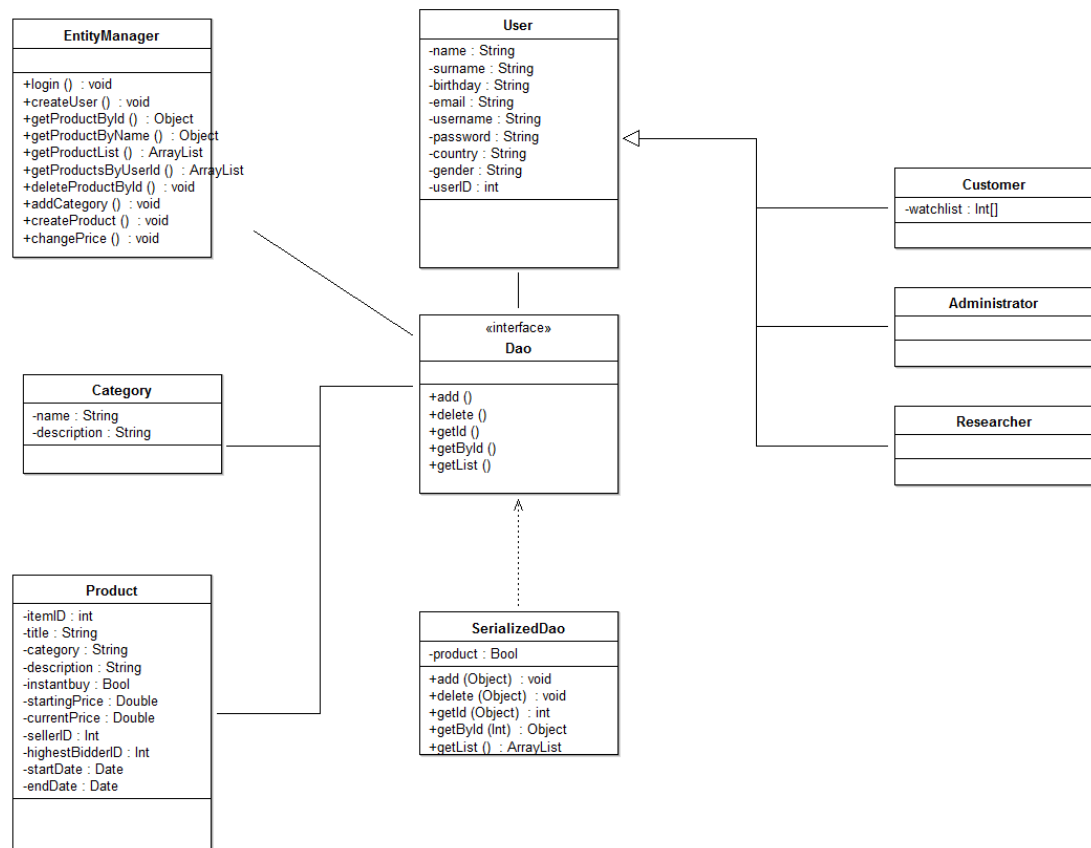 EntityManager
+login () : void
+createUser () : void
+getProductById () : Object
+getProductByName () : Object
+getProductList () : ArrayList
+getProductsByUserId () : ArrayList
+deleteProductById () : void
+addCategory () : void
+createProduct () : void
+changePrice () : void
User
-name : String
-surname : String
-birthday : String
-email : String
-username : String
-password : String
-country : String
-gender : String
-userID : int
Customer
-watchlist : Int[]
Administrator
Researcher
«interface»
Dao
+add ()
+delete ()
+getId ()
+getById ()
+getList ()
Category
-name : String
-description : String
Product
-itemID : int
-title : String
-category : String
-description : String
-instantbuy : Bool
-startingPrice : Double
-currentPrice : Double
-sellerID : Int
-highestBidderID : Int
-startDate : Date
-endDate : Date
SerializedDao
-product : Bool
+add (Object) : void
+delete (Object) : void
+getId (Object) : int
+getById (Int) : Object
+getList () : ArrayList